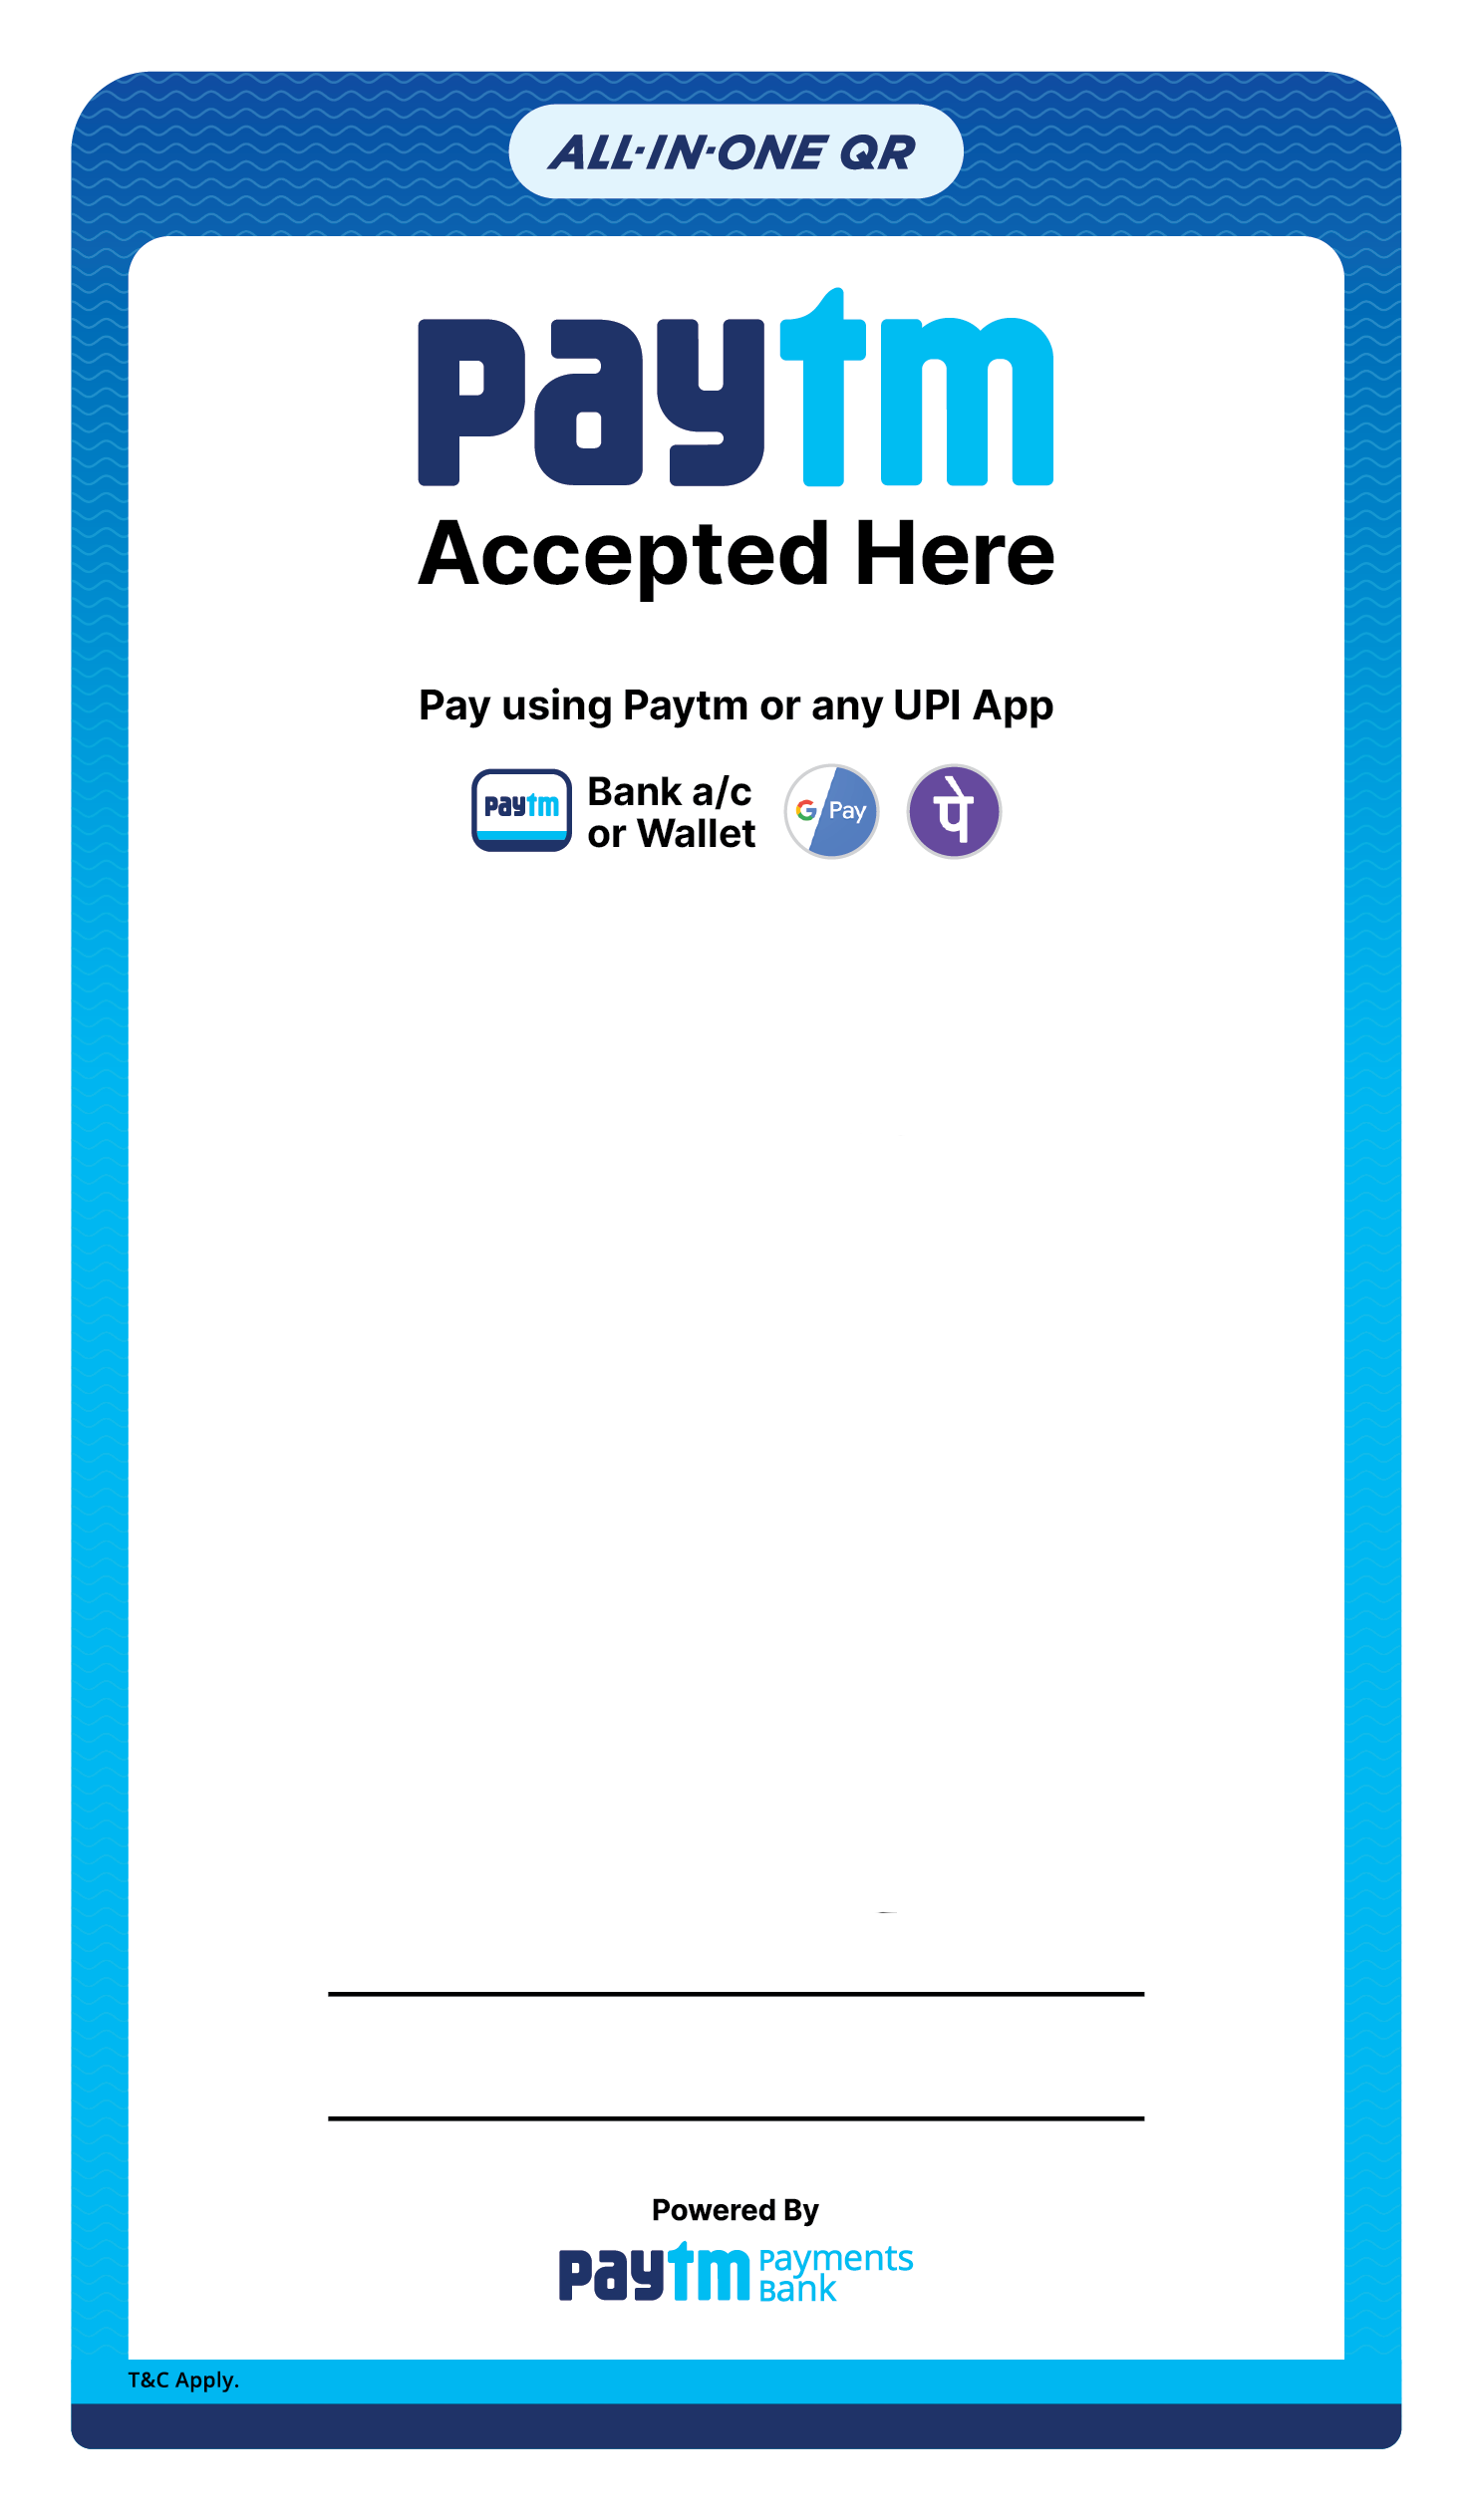 ALL-IN-ONE QR
paytm
Accepted Here
Pay using Paytm or any UPI App
paytm
Bank a/c
or Wallet
G Pay
पे
Powered By
paytm Payments
Bank
T&C Apply.